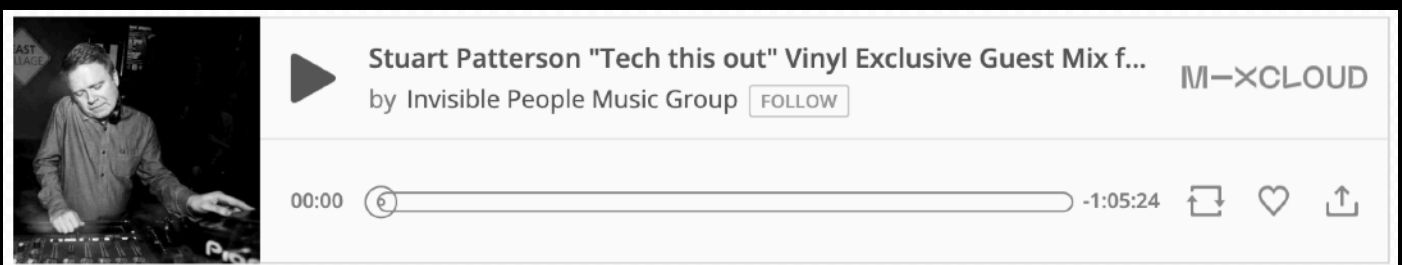 Stuart Patterson "Tech this out" Vinyl Exclusive Guest Mix f...
by Invisible People Music Group FOLLOW
M–XCLOUD
00:00
-1:05:24